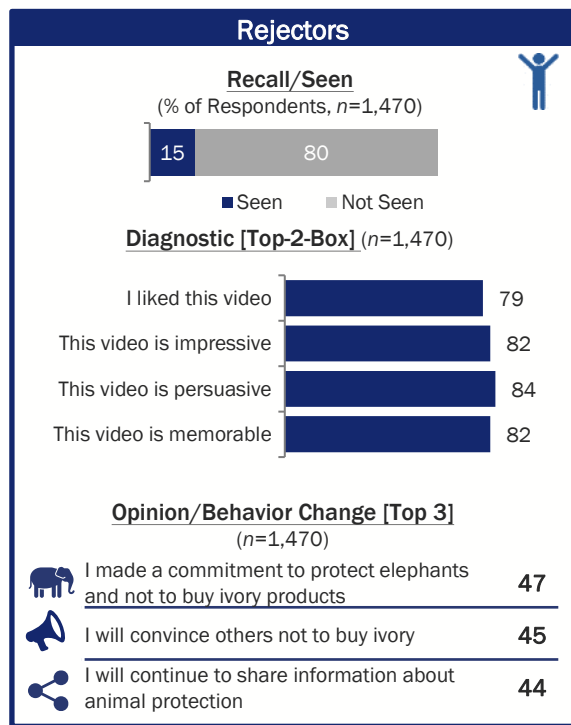 Rejectors
Recall/Seen
(% of Respondents, n=1,470)
15
80
Seen
Not Seen
Diagnostic [Top-2-Box] (n=1,470)
I liked this video
79
This video is impressive
82
This video is persuasive
84
This video is memorable
82
Opinion/Behavior Change [Top 3]
(n=1,470)
I made a commitment to protect elephants
and not to buy ivory products
47
I will convince others not to buy ivory
45
I will continue to share information about
animal protection
44